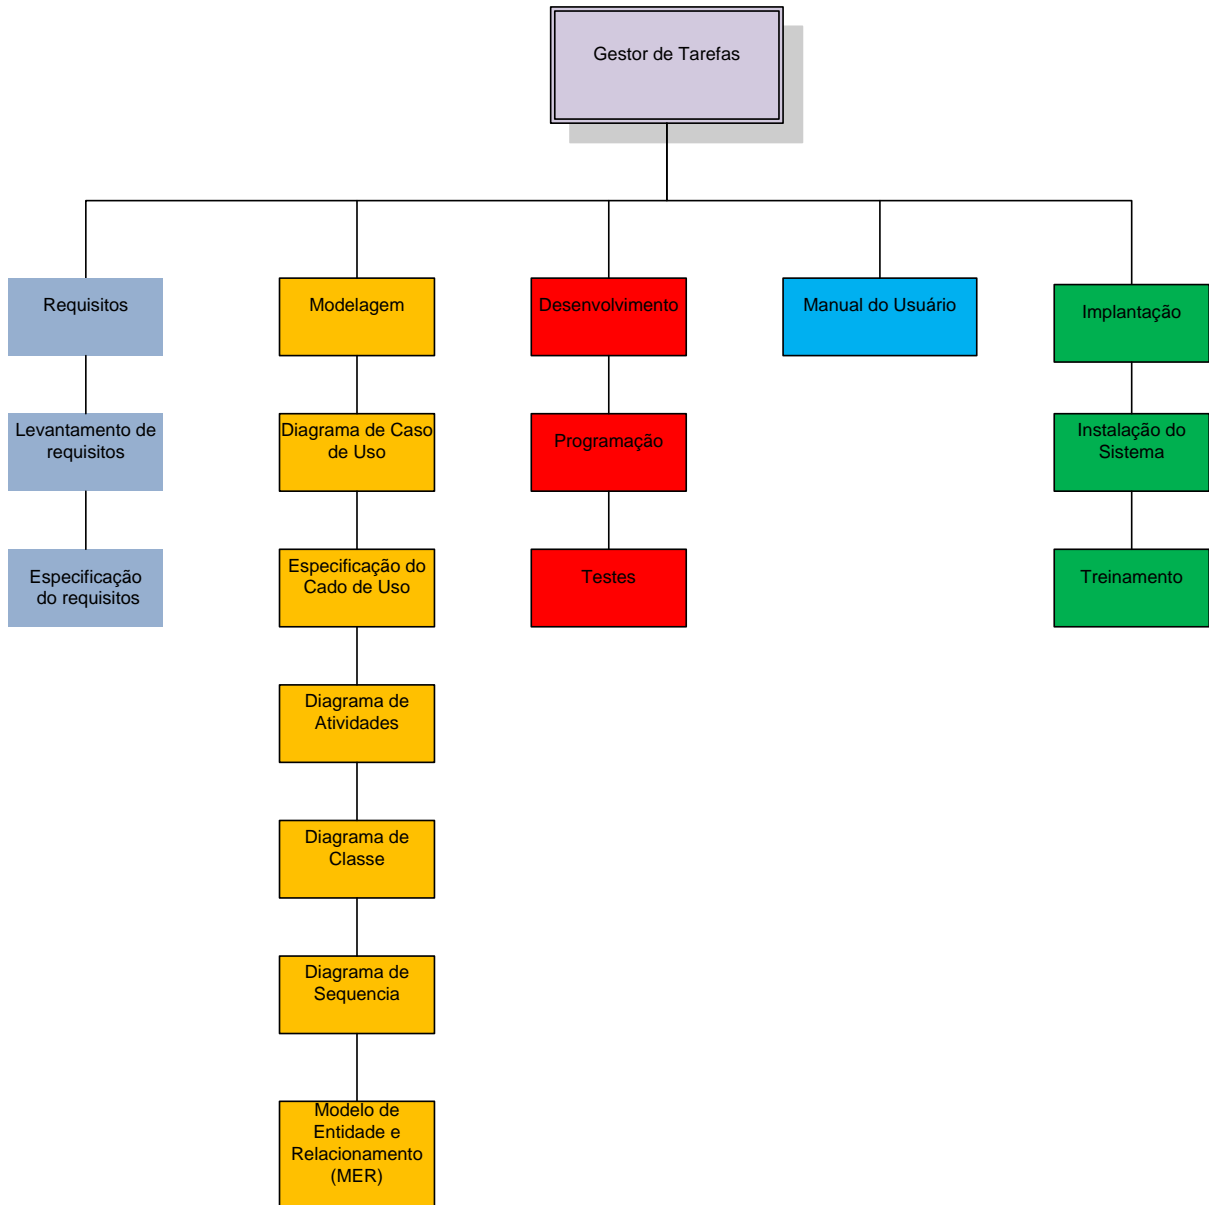 Gestor de Tarefas
Requisitos
Modelagem
Desenvolvimento
Manual do Usuário
Implantação
Levantamento de
requisitos
Diagrama de Caso
de Uso
Programação
Instalação do
Sistema
Especificação
do requisitos
Especificação do
Cado de Uso
Testes
Treinamento
Diagrama de
Atividades
Diagrama de
Classe
Diagrama de
Sequencia
Modelo de
Entidade e
Relacionamento
(MER)